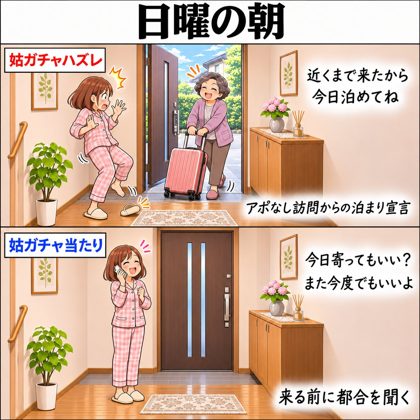 日曜の朝
姑ガチャハズレ
近くまで来たから
今日泊めてね
アポなし訪問からの泊まり宣言
姑ガチャ当たり
今日寄ってもいい?
また今度でもいいよ
来る前に都合を聞く